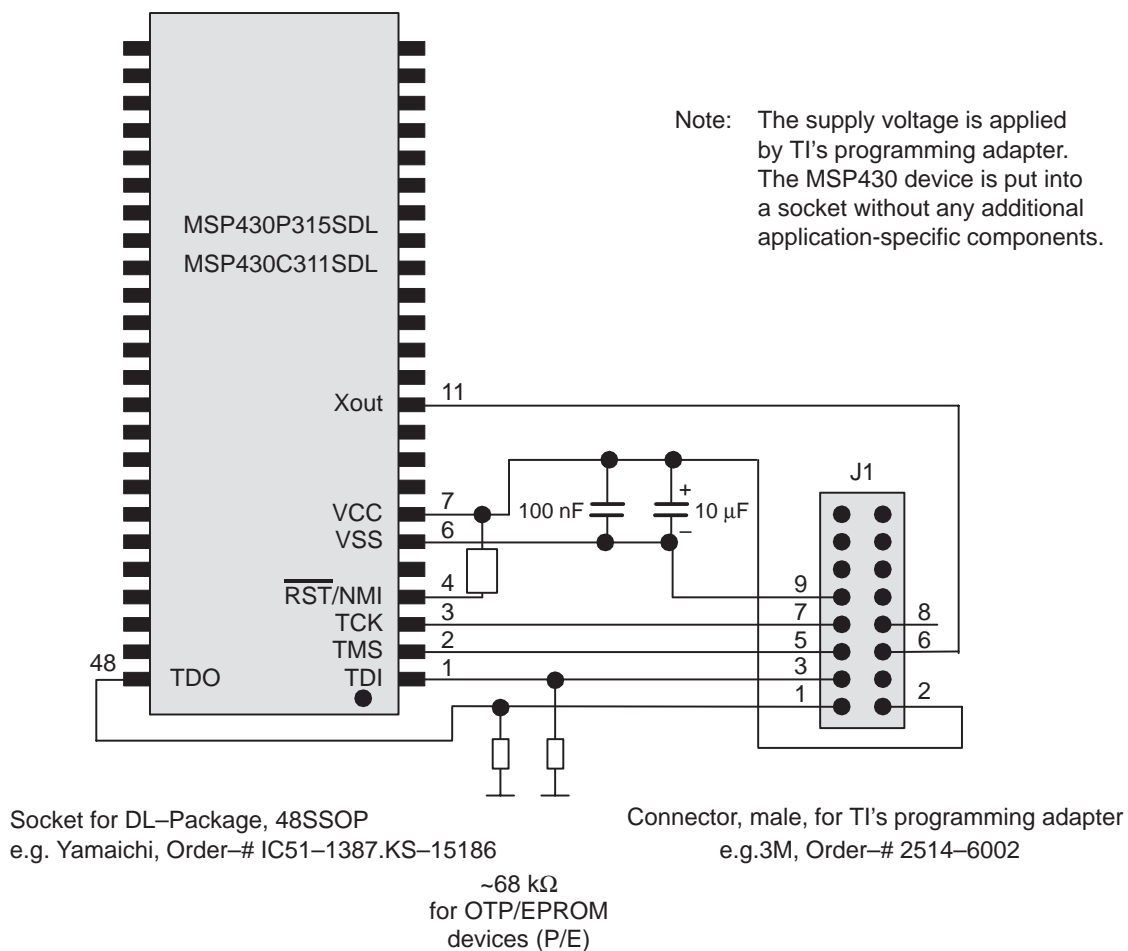 Note: The supply voltage is applied
by TI's programming adapter.
The MSP430 device is put into
a socket without any additional
application-specific components.
MSP430P315SDL
MSP430C311SDL
Xout
11
J1
VCC
7
100 nF
+
10 μF
–
VSS
6
RST/NMI
4
9
TCK
3
7
8
TMS
2
5
6
48
TDO
TDI
1
3
1
2
Socket for DL–Package, 48SSOP
e.g. Yamaichi, Order–# IC51–1387.KS–15186
Connector, male, for TI's programming adapter
e.g.3M, Order–# 2514–6002
~68 kΩ
for OTP/EPROM
devices (P/E)